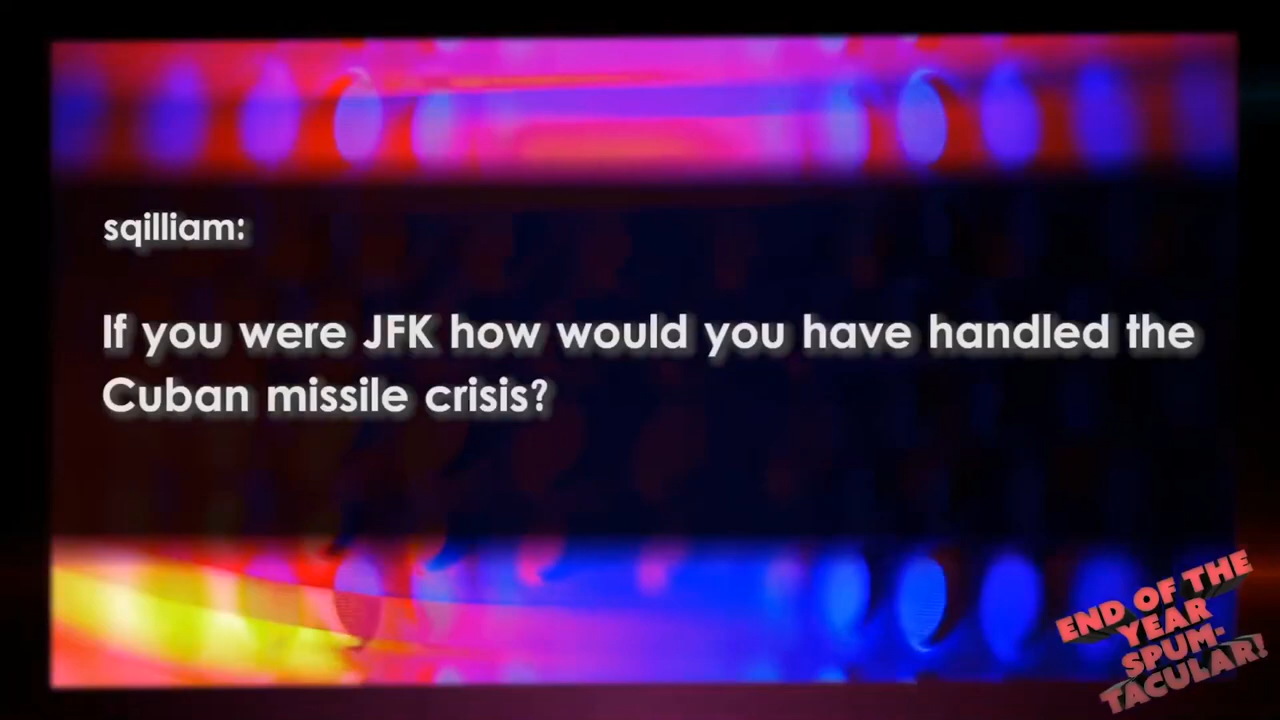 sqilliam:
If you were JFK how would you have handled the
Cuban missile crisis?
END OF THE
YEAR
SPUM-
TACULAR!